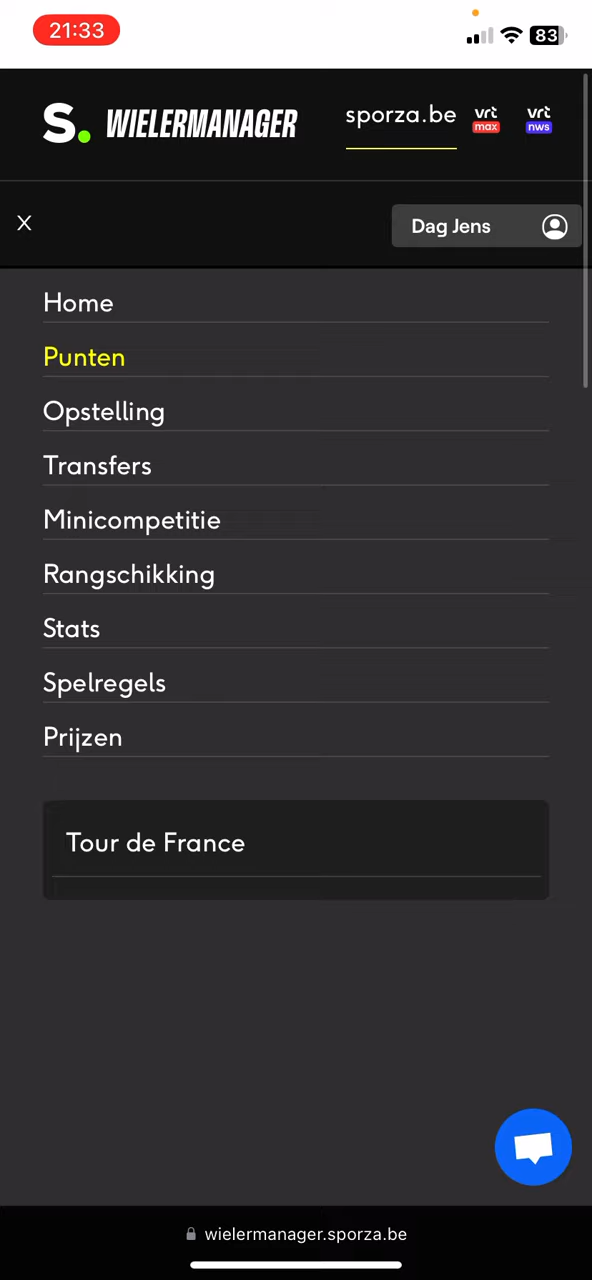 21:33
83
S. WIELERMANAGER
sporza.be
vrt max
vrt nws
X
Dag Jens
Home
Punten
Opstelling
Transfers
Minicompetitie
Rangschikking
Stats
Spelregels
Prijzen
Tour de France
wielermanager.sporza.be